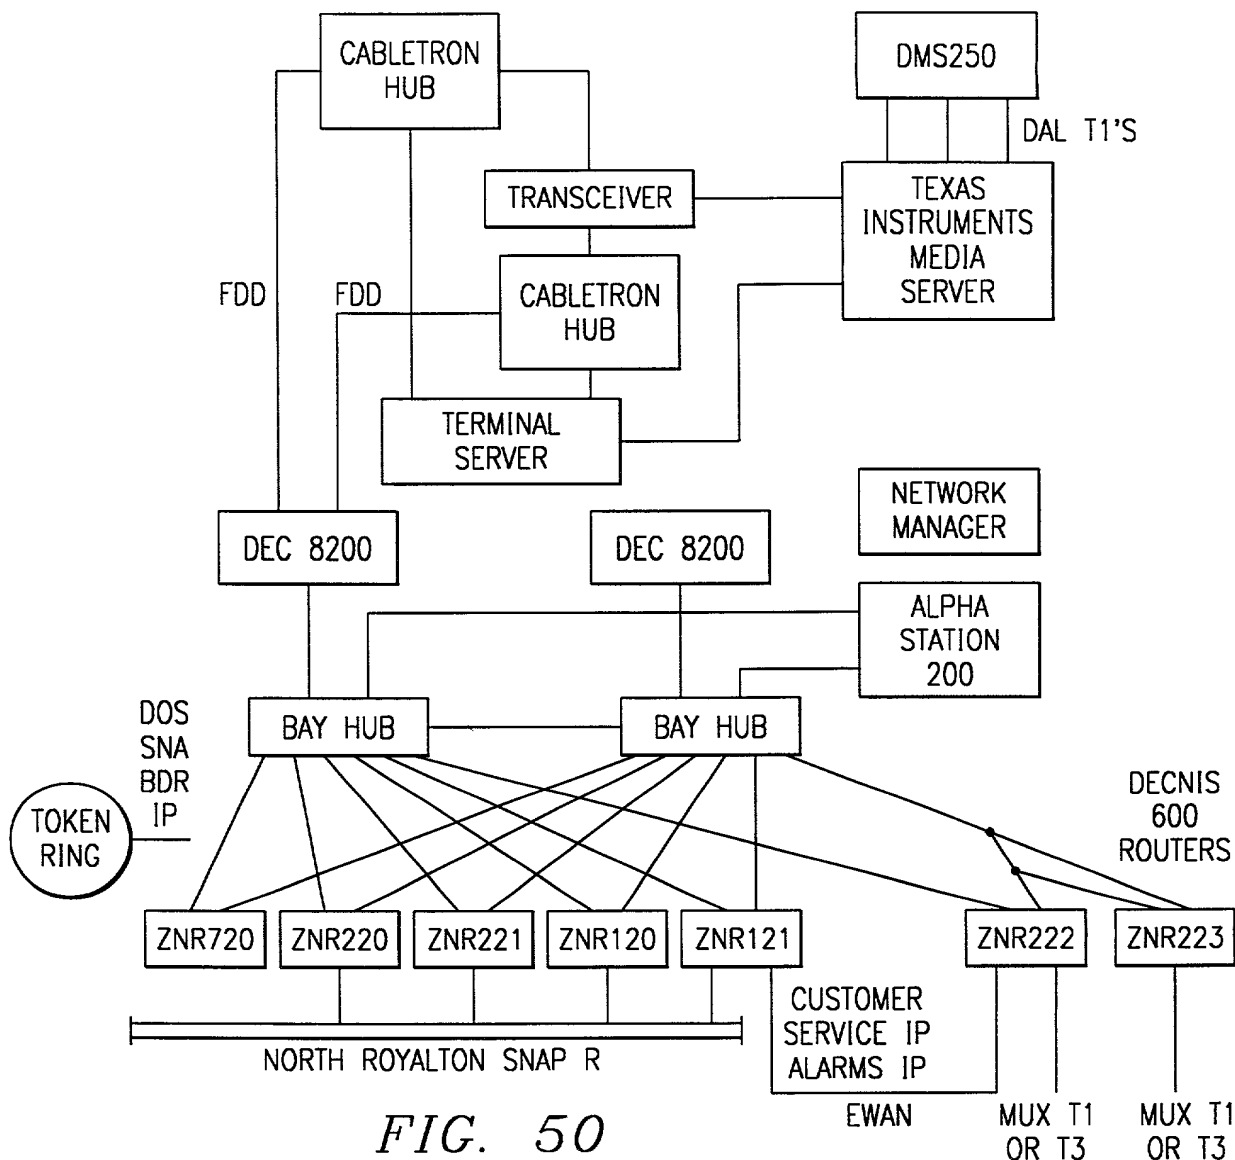 CABLETRON
HUB
DMS250
DAL T1'S
TRANSCEIVER
TEXAS
INSTRUMENTS
MEDIA
SERVER
FDD
FDD
CABLETRON
HUB
TERMINAL
SERVER
NETWORK
MANAGER
DEC 8200
DEC 8200
ALPHA
STATION
200
BAY HUB
BAY HUB
DOS
SNA
BDR
IP
TOKEN
RING
DECNIS
600
ROUTERS
ZNR720
ZNR220
ZNR221
ZNR120
ZNR121
ZNR222
ZNR223
CUSTOMER
SERVICE IP
ALARMS IP
NORTH ROYALTON SNAP R
EWAN
MUX T1
OR T3
MUX T1
OR T3
FIG. 50